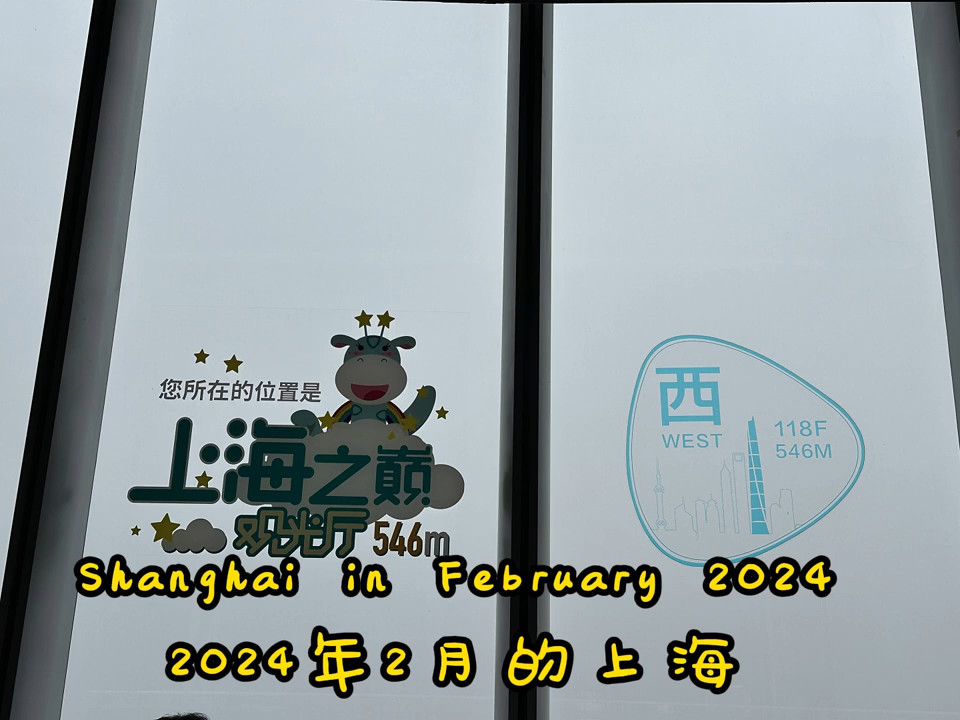 您所在的位置是
上海之巅
观光厅 546m
西
WEST
118F
546M
Shanghai in February 2024
2024年2月的上海